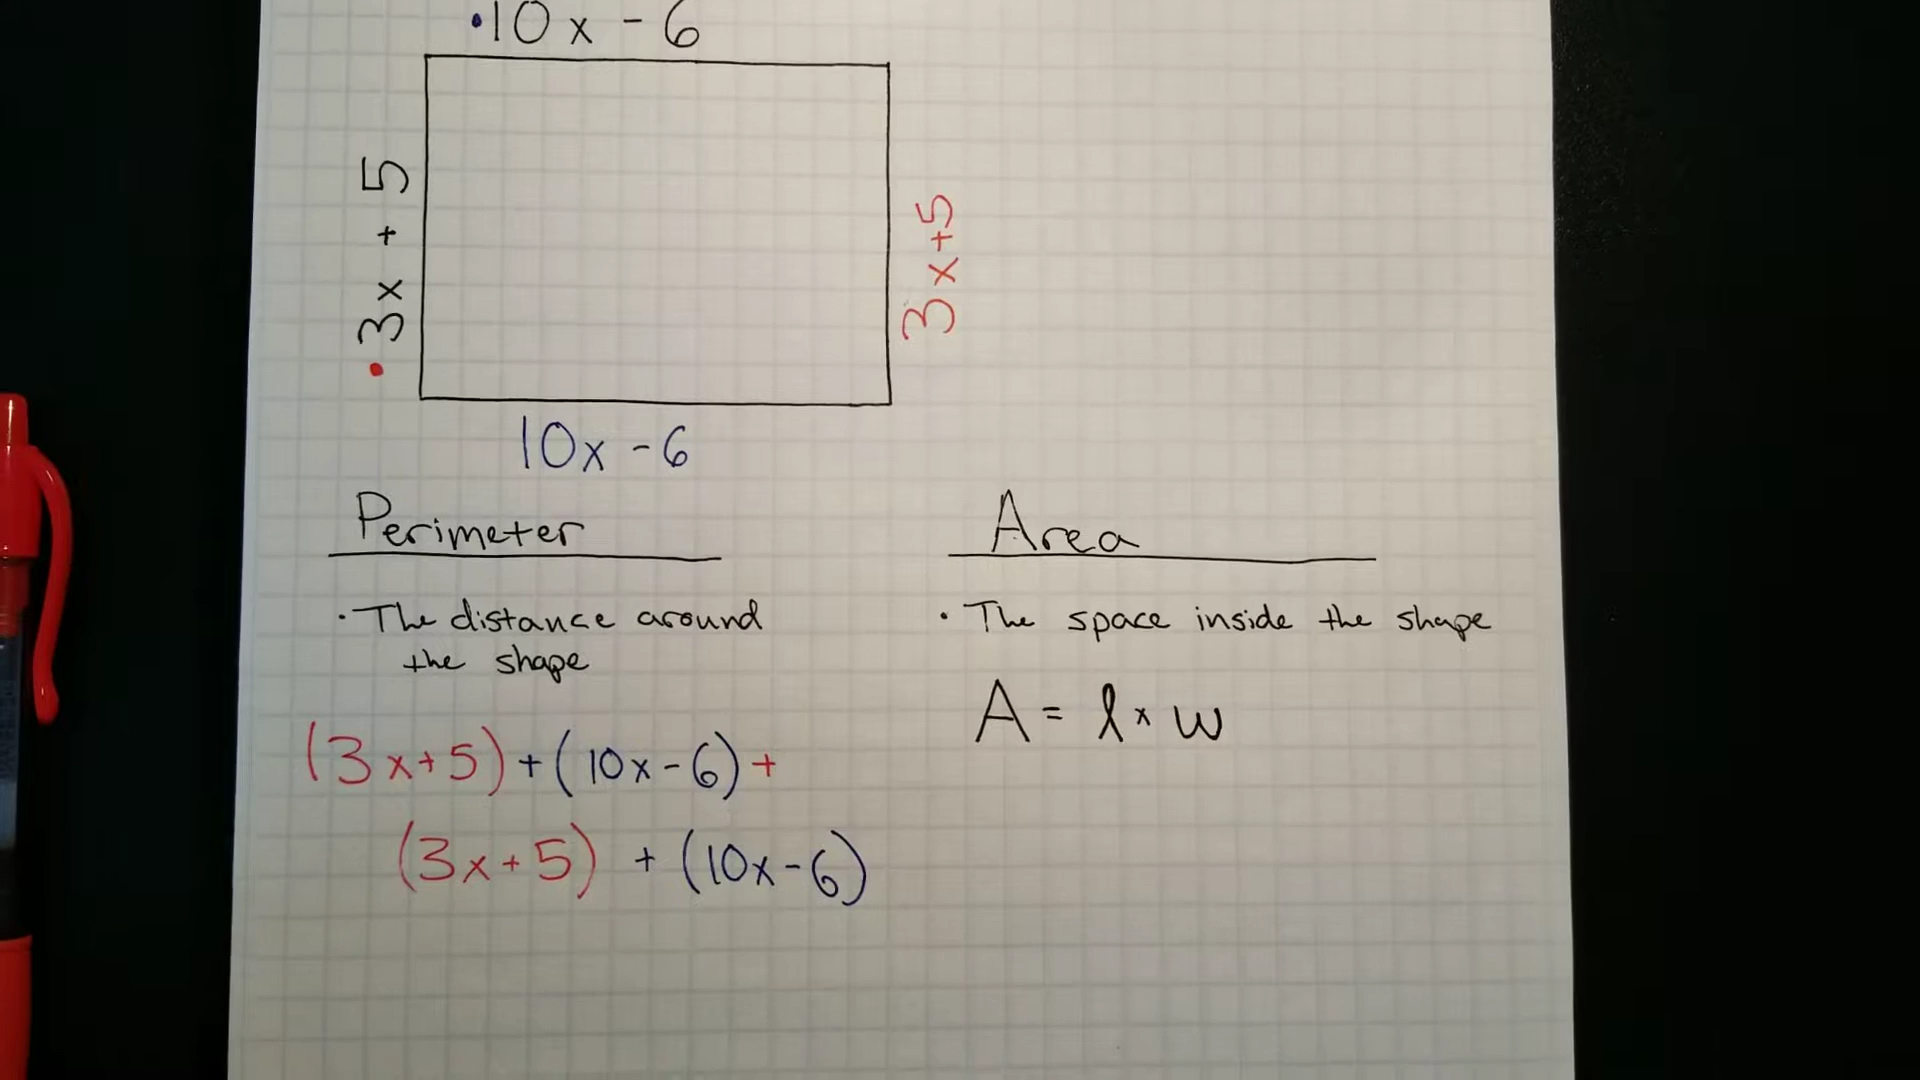 •10x - 6
3x + 5
3x+5
10x - 6
Perimeter
Area
• The distance around
the shape
• The space inside the shape
A = l × w
(3x+5) + (10x-6) +
(3x+5) + (10x-6)